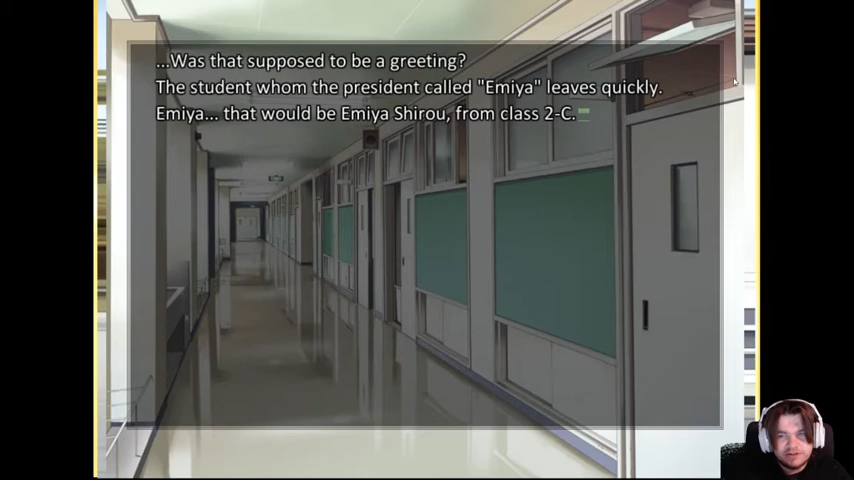 ...Was that supposed to be a greeting?
The student whom the president called "Emiya" leaves quickly.
Emiya... that would be Emiya Shirou, from class 2-C.